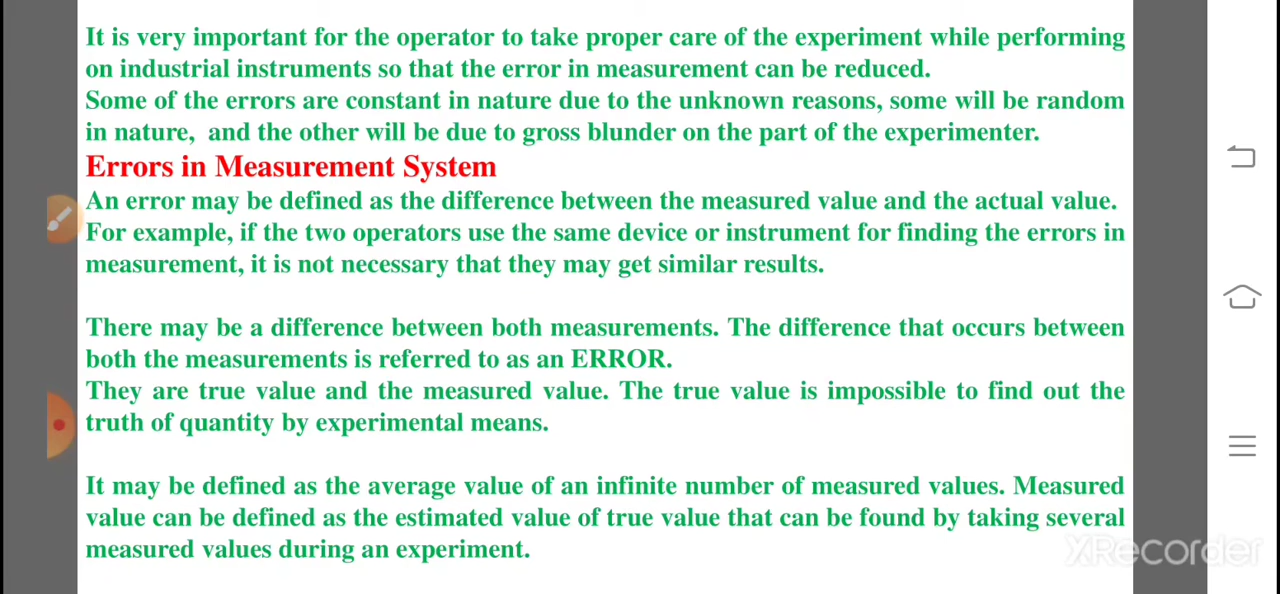 It is very important for the operator to take proper care of the experiment while performing
on industrial instruments so that the error in measurement can be reduced.
Some of the errors are constant in nature due to the unknown reasons, some will be random
in nature, and the other will be due to gross blunder on the part of the experimenter.
Errors in Measurement System
An error may be defined as the difference between the measured value and the actual value.
For example, if the two operators use the same device or instrument for finding the errors in
measurement, it is not necessary that they may get similar results.
There may be a difference between both measurements. The difference that occurs between
both the measurements is referred to as an ERROR.
They are true value and the measured value. The true value is impossible to find out the
truth of quantity by experimental means.
It may be defined as the average value of an infinite number of measured values. Measured
value can be defined as the estimated value of true value that can be found by taking several
measured values during an experiment.
XRecorder